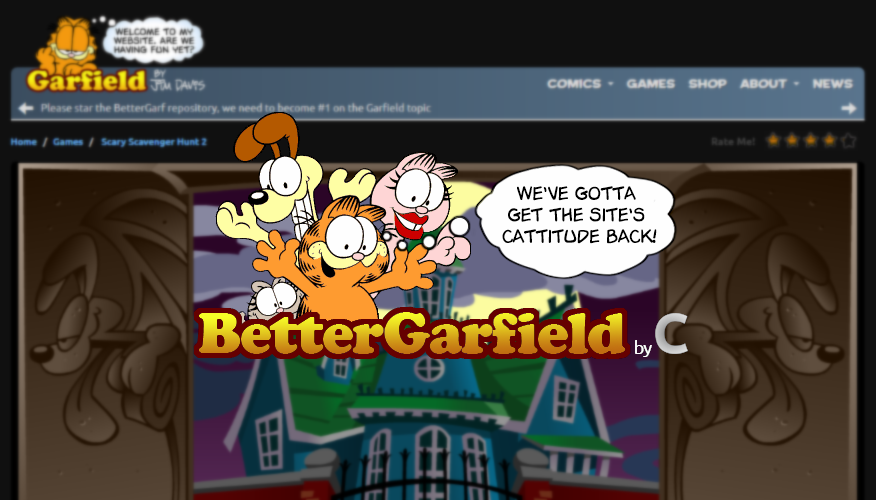 WELCOME TO MY
WEBSITE. ARE WE
HAVING FUN YET?
Garfield
BY
JIM DAVIS
COMICS GAMES SHOP ABOUT NEWS
Please star the BetterGarf repository, we need to become #1 on the Garfield topic
Home / Games / Scary Scavenger Hunt 2
Rate Me!
WE'VE GOTTA
GET THE SITE'S
CATTITUDE BACK!
BetterGarfield
by C